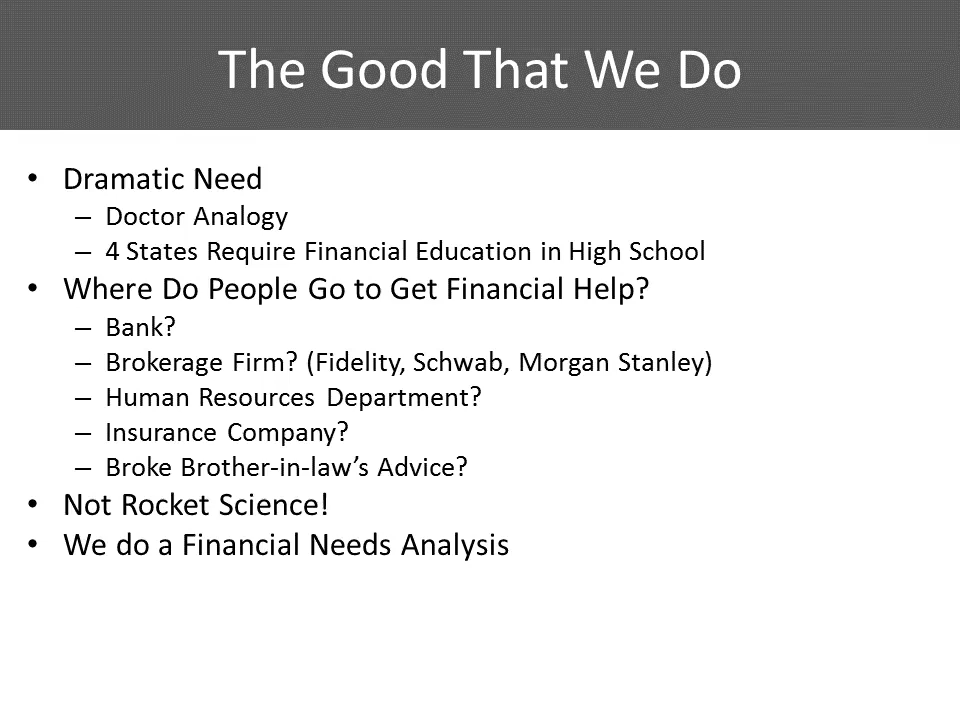 The Good That We Do
• Dramatic Need
– Doctor Analogy
– 4 States Require Financial Education in High School
• Where Do People Go to Get Financial Help?
– Bank?
– Brokerage Firm? (Fidelity, Schwab, Morgan Stanley)
– Human Resources Department?
– Insurance Company?
– Broke Brother-in-law’s Advice?
• Not Rocket Science!
• We do a Financial Needs Analysis